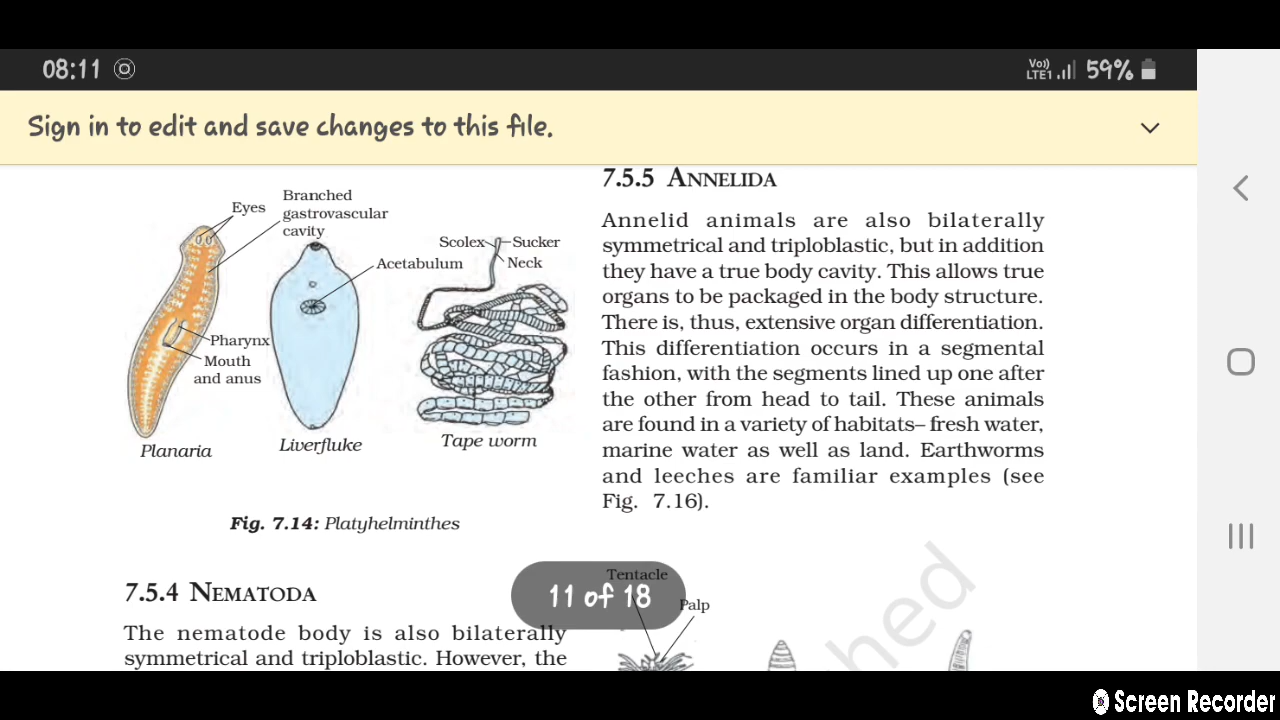 08:11
Vo))
LTE1
59%
Sign in to edit and save changes to this file.
Eyes
Branched
gastrovascular
cavity
Acetabulum
Scolex
Sucker
Neck
Pharynx
Mouth
and anus
Planaria
Liverfluke
Tape worm
Fig. 7.14: Platyhelminthes
7.5.4 NEMATODA
The nematode body is also bilaterally
symmetrical and triploblastic. However, the
7.5.5 ANNELIDA
Annelid animals are also bilaterally
symmetrical and triploblastic, but in addition
they have a true body cavity. This allows true
organs to be packaged in the body structure.
There is, thus, extensive organ differentiation.
This differentiation occurs in a segmental
fashion, with the segments lined up one after
the other from head to tail. These animals
are found in a variety of habitats– fresh water,
marine water as well as land. Earthworms
and leeches are familiar examples (see
Fig. 7.16).
Tentacle
Palp
11 of 18
hed
Screen Recorder